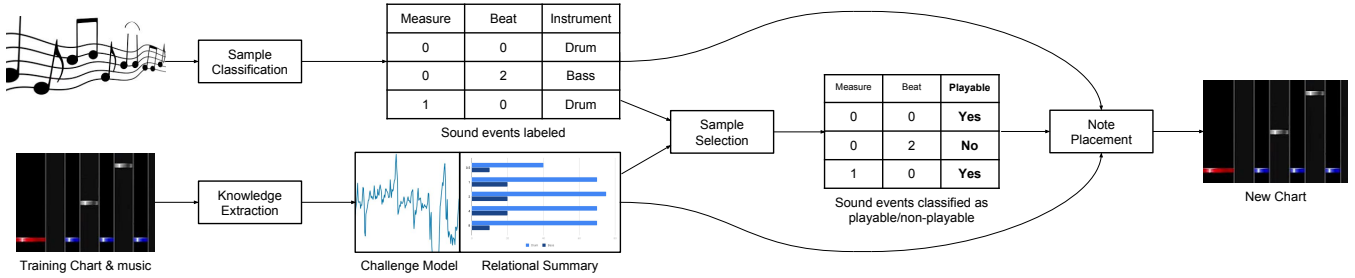 Sample
Classification
Measure Beat Instrument
0 0 Drum
0 2 Bass
1 0 Drum
Sound events labeled
Training Chart & music
Knowledge
Extraction
Challenge Model
Relational Summary
Sample
Selection
Measure Beat Playable
0 0 Yes
0 2 No
1 0 Yes
Sound events classified as
playable/non-playable
Note
Placement
New Chart